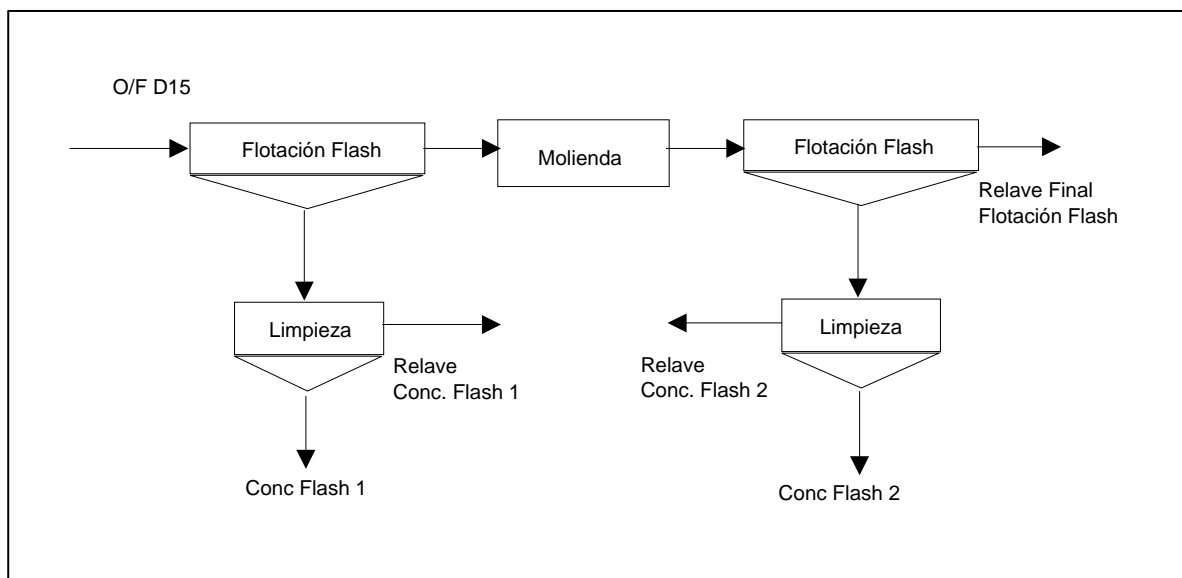 O/F D15
Flotación Flash
Molienda
Flotación Flash
Relave Final
Flotación Flash
Limpieza
Relave
Conc. Flash 1
Limpieza
Relave
Conc. Flash 2
Conc Flash 1
Conc Flash 2